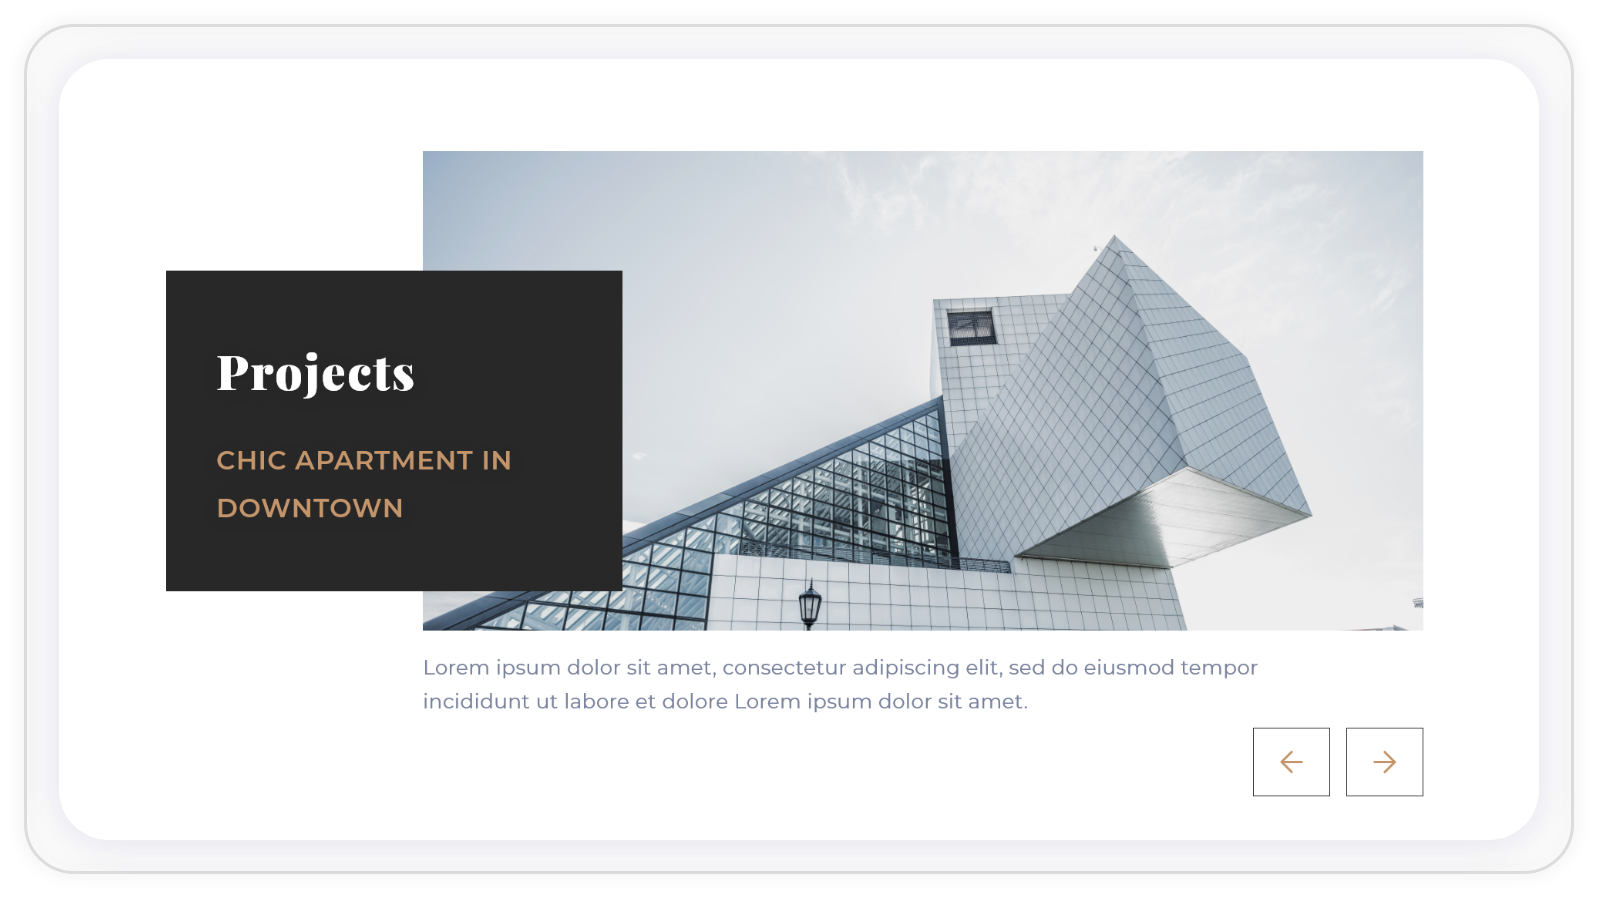 Projects
CHIC APARTMENT IN
DOWNTOWN
Lorem ipsum dolor sit amet, consectetur adipiscing elit, sed do eiusmod tempor
incididunt ut labore et dolore Lorem ipsum dolor sit amet.